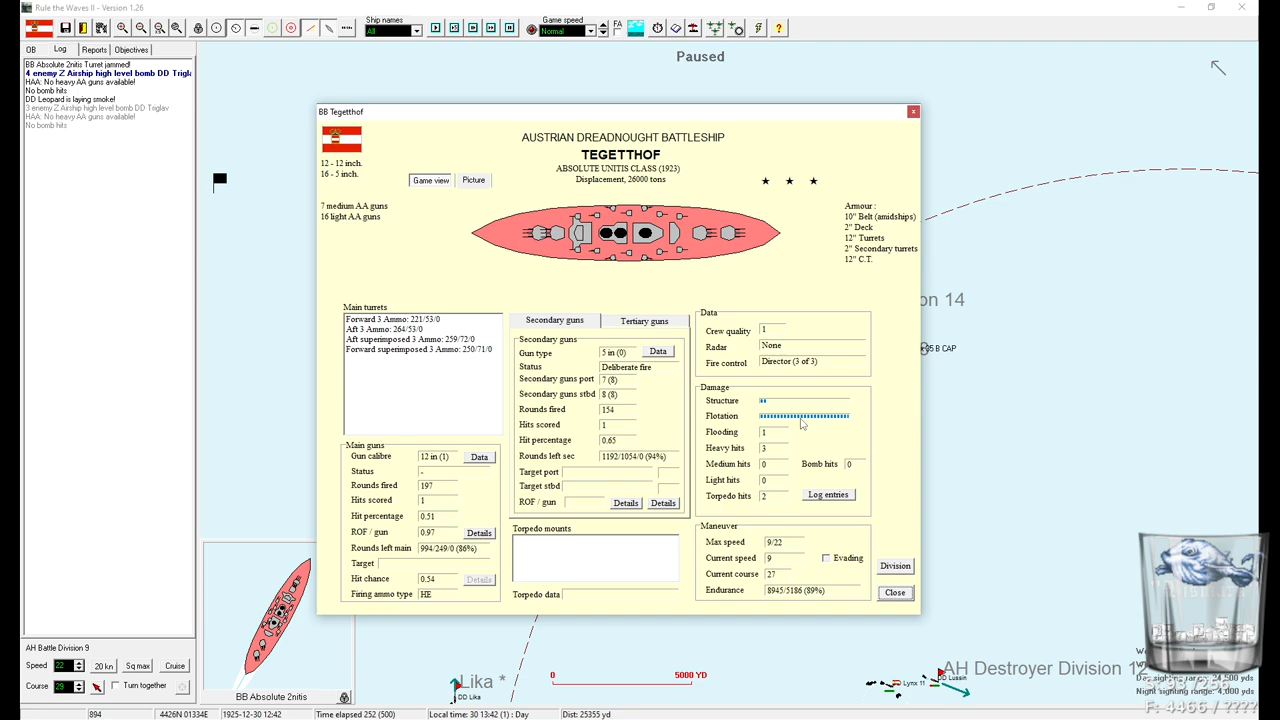 Rule the Waves II - Version 1.26
Ship names
All
Game speed
Normal
FA
OB Log Reports Objectives
BB Absolute 2nitis Turret jammed!
4 enemy Z Airship high level bomb DD Trigla
HAA: No heavy AA guns available!
No bomb hits
DD Leopard is laying smoke!
3 enemy Z Airship high level bomb DD Triglav
HAA: No heavy AA guns available!
No bomb hits
Paused
BB Tegetthof
AUSTRIAN DREADNOUGHT BATTLESHIP
TEGETTHOF
ABSOLUTE UNITIS CLASS (1923)
Displacement, 26000 tons
12 - 12 inch.
16 - 5 inch.
Game view
Picture
7 medium AA guns
16 light AA guns
Armour :
10" Belt (amidships)
2" Deck
12" Turrets
2" Secondary turrets
12" C.T.
Main turrets
Forward 3 Ammo: 221/53/0
Aft 3 Ammo: 264/53/0
Aft superimposed 3 Ammo: 259/72/0
Forward superimposed 3 Ammo: 250/71/0
Main guns
Gun calibre 12 in (1) Data
Status -
Rounds fired 197
Hits scored 1
Hit percentage 0.51
ROF / gun 0.97 Details
Rounds left main 994/249/0 (86%)
Target
Hit chance 0.54 Details
Firing ammo type HE
Secondary guns
Tertiary guns
Secondary guns
Gun type 5 in (0) Data
Status Deliberate fire
Secondary guns port 7 (8)
Secondary guns stbd 8 (8)
Rounds fired 154
Hits scored 1
Hit percentage 0.65
Rounds left sec 1192/1054/0 (94%)
Target port
Target stbd
ROF / gun Details Details
Torpedo mounts
Torpedo data
Data
Crew quality 1
Radar None
Fire control Director (3 of 3)
Damage
Structure
Flotation
Flooding 1
Heavy hits 3
Medium hits 0 Bomb hits 0
Light hits 0
Torpedo hits 2 Log entries
Maneuver
Max speed 9/22
Current speed 9 Evading
Current course 27
Endurance 8945/5186 (89%)
Division
Close
on 14
B CAP
AH Battle Division 9
Speed 22 20 kn Sq max Cruise
Course 29 Turn together
BB Absolute 2nitis
Lika *
DD Lika
0 5000 YD
AH Destroyer Division 12
Lynx 11
DD Lussin
Night sighting range: 4,000 yds
F: 4466 / ????
894 4426N 01334E 1925-12-30 12:42 Time elapsed 252 (500) Local time: 30 13:42 (1) : Day Dist: 25355 yd